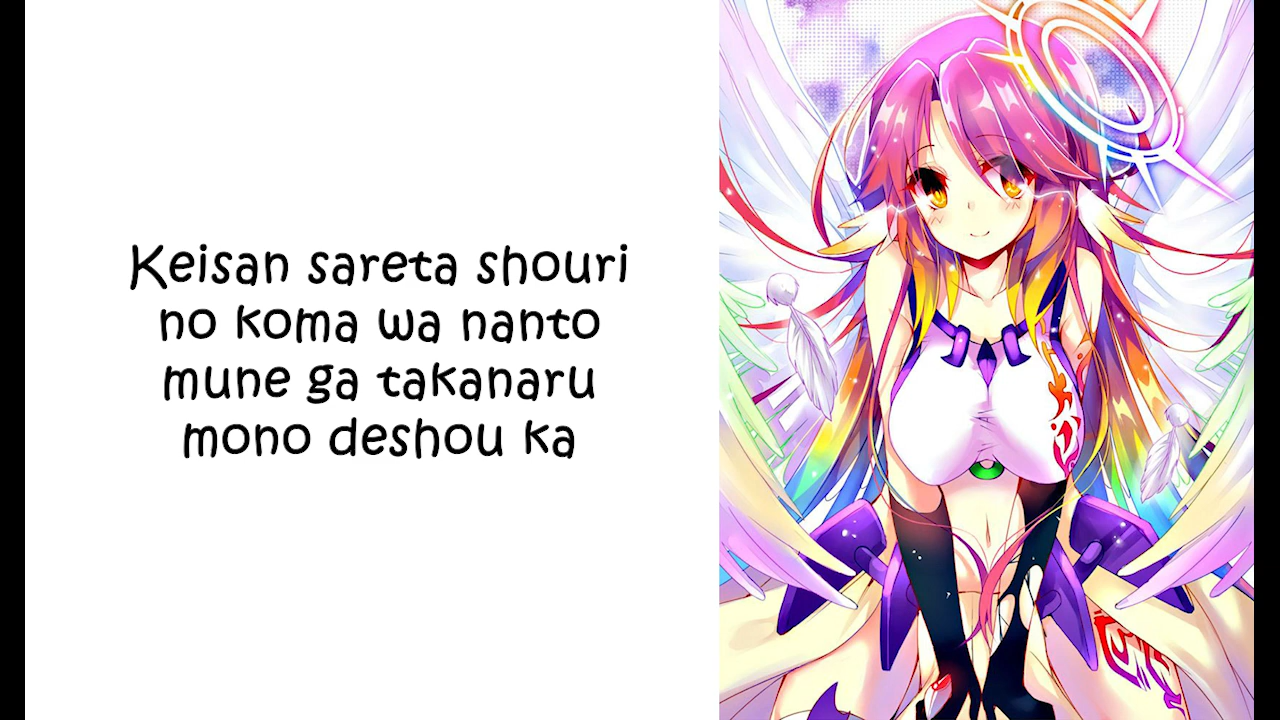 Keisan sareta shouri
no koma wa nanto
mune ga takanaru
mono deshou ka